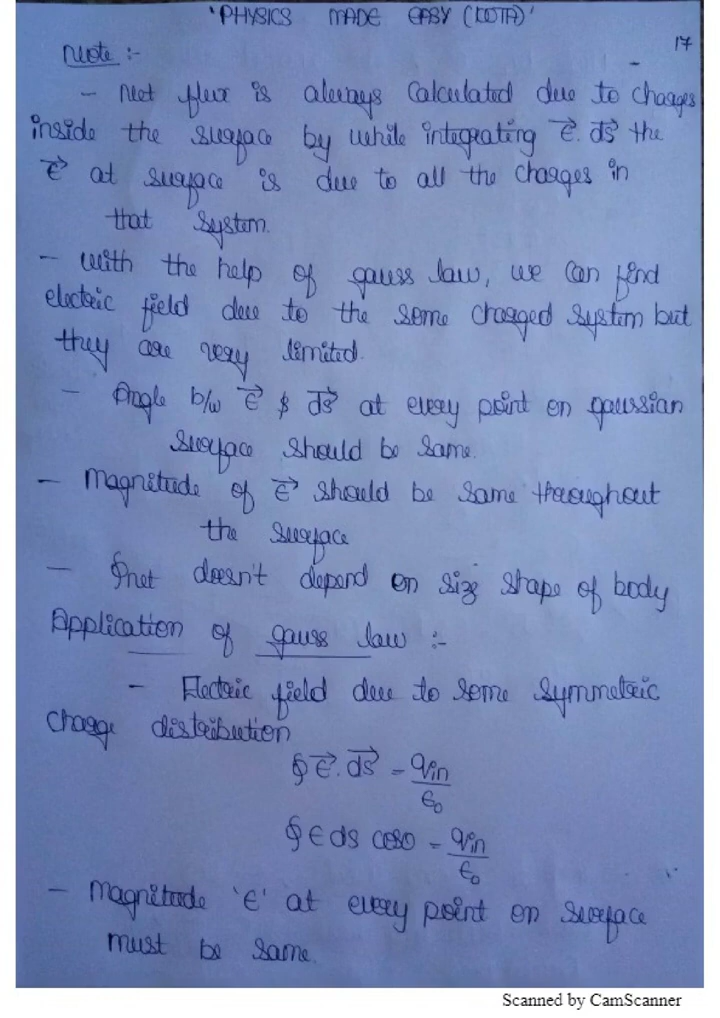 'PHYSICS MADE EASY (KOTA)'
17
Note :-
- Net flux is always calculated due to charges
inside the surface by while integrating E⃗. ds⃗ the
E⃗ at surface is due to all the charges in
that system.
- with the help of gauss law, we can find
electric field due to the some charged system but
they are very limited.
- Angle b/w E⃗ & ds⃗ at every point on gaussian
surface should be same.
- Magnitude of E⃗ should be same throughout
the surface
- ϕnet doesn't depend on size shape of body
Application of gauss law :-
- Electric field due to some symmetric
charge distribution
∮E⃗. ds⃗ = qin/ε0
∮E ds cosθ = qin/ε0
- Magnitude 'E' at every point on surface
must be same.
Scanned by CamScanner